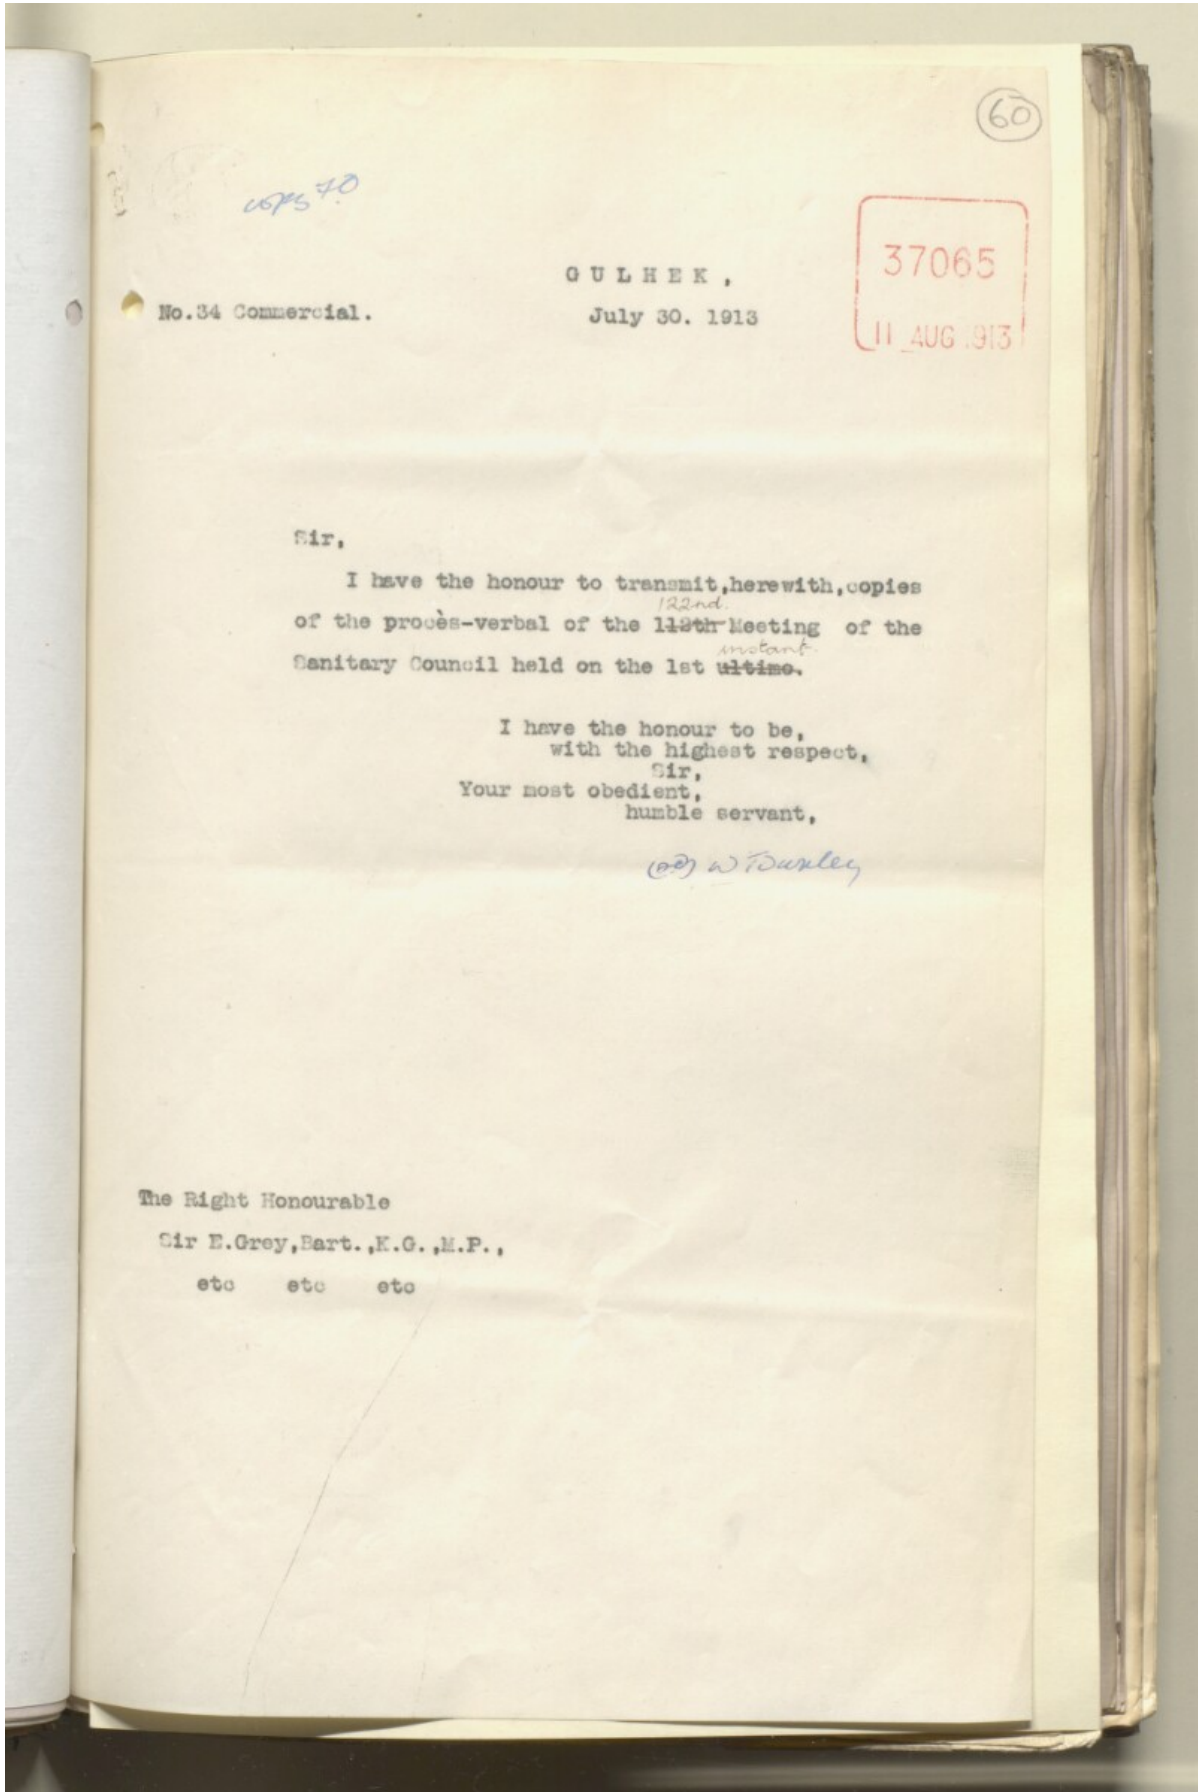 60
copy
37065
11 AUG 1913
GULHEK,
No.34 Commercial.
July 30. 1913
Sir,
I have the honour to transmit,herewith,copies
122nd.
of the procès-verbal of the 112th Meeting of the
instant.
Sanitary Council held on the 1st ultimo.
I have the honour to be,
with the highest respect,
Sir,
Your most obedient,
humble servant,
W Townley
The Right Honourable
Sir E.Grey,Bart.,K.G.,M.P.,
etc etc etc